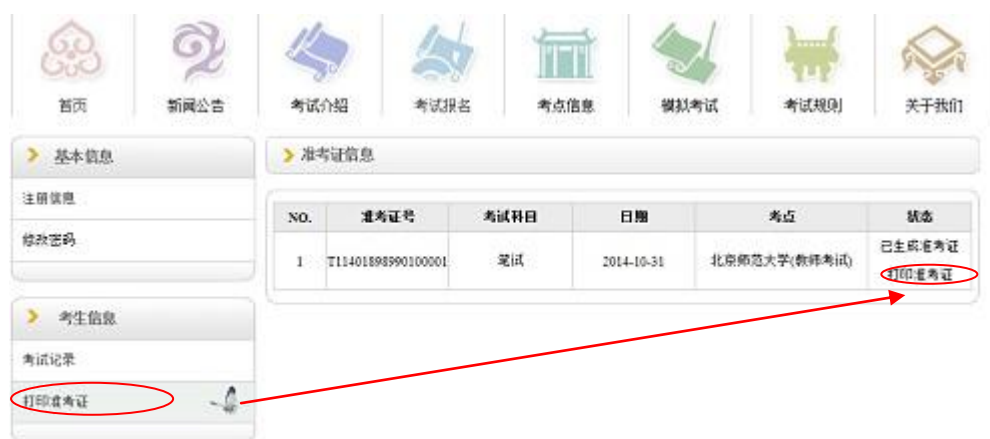 首页 新闻公告 考试介绍 考试报名 考点信息 模拟考试 考试规则 关于我们
基本信息
注册信息
修改密码
考生信息
考试记录
打印准考证
准考证信息
NO. 准考证号 考试科目 日期 考点 状态
1 T11401898990100001 笔试 2014-10-31 北京师范大学(教师考试) 已生成准考证
打印准考证